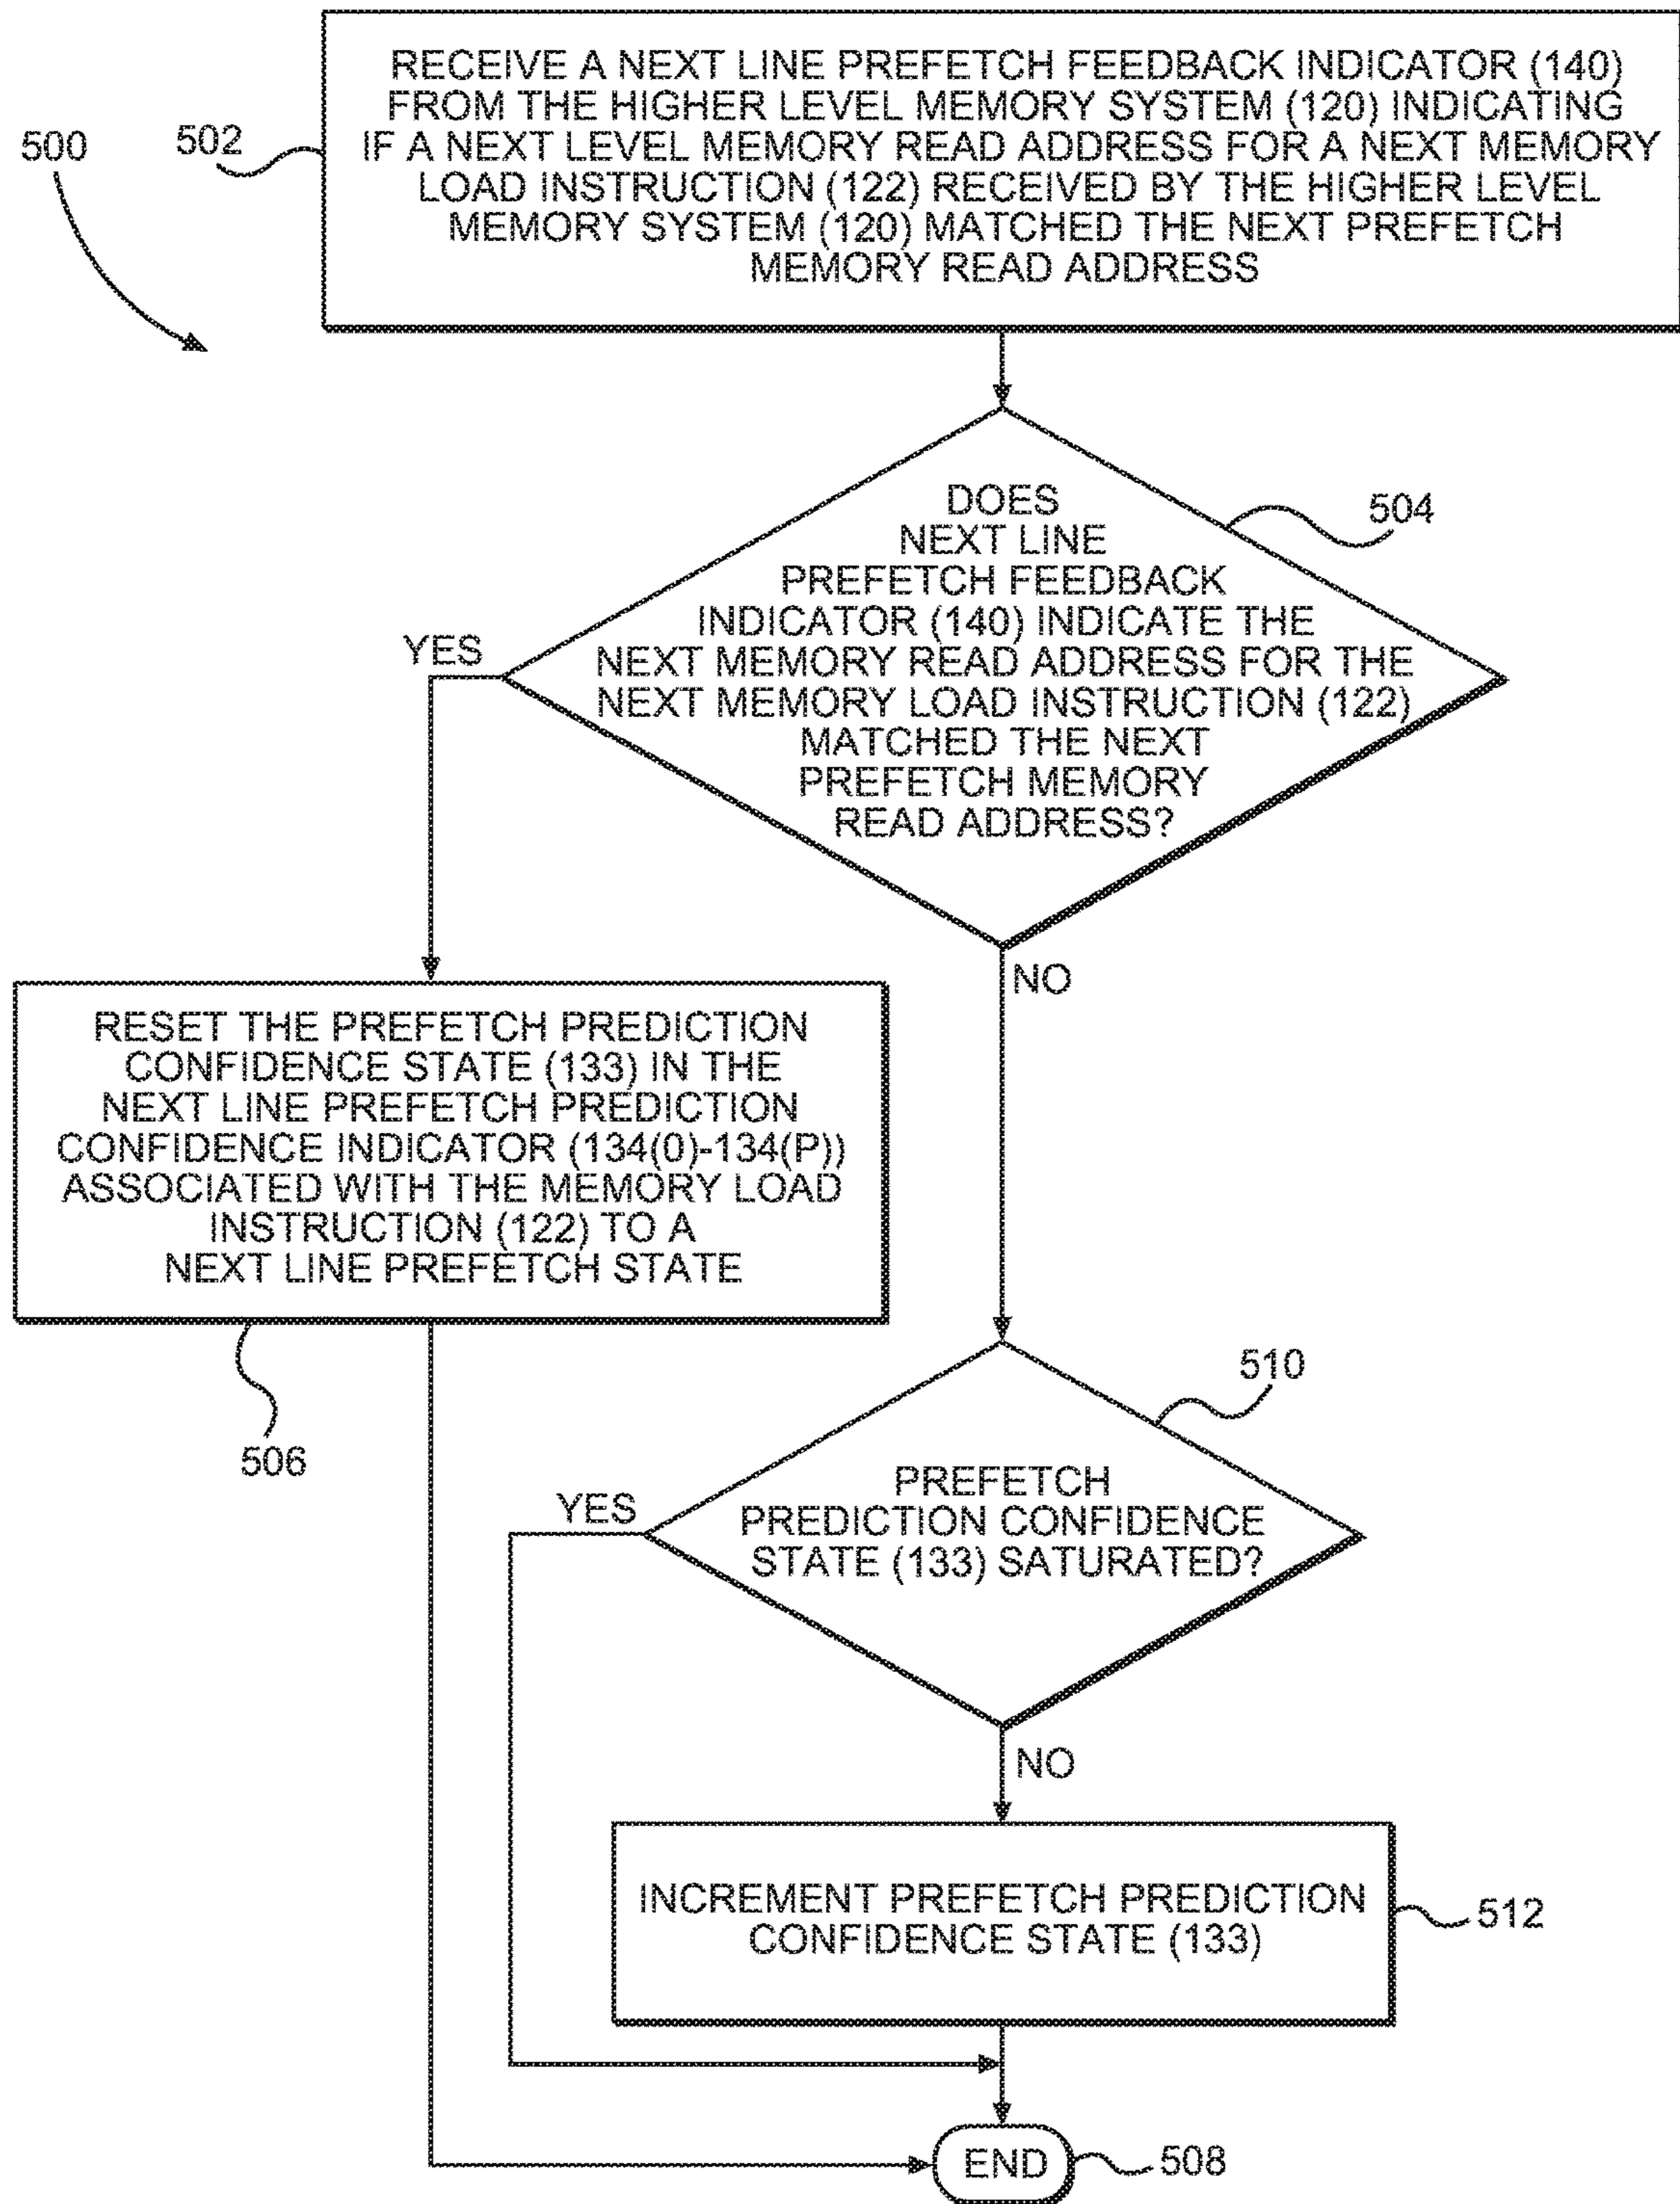 RECEIVE A NEXT LINE PREFETCH FEEDBACK INDICATOR (140)
FROM THE HIGHER LEVEL MEMORY SYSTEM (120) INDICATING
IF A NEXT LEVEL MEMORY READ ADDRESS FOR A NEXT MEMORY
LOAD INSTRUCTION (122) RECEIVED BY THE HIGHER LEVEL
MEMORY SYSTEM (120) MATCHED THE NEXT PREFETCH
MEMORY READ ADDRESS
500
502
DOES
NEXT LINE
PREFETCH FEEDBACK
INDICATOR (140) INDICATE THE
NEXT MEMORY READ ADDRESS FOR THE
NEXT MEMORY LOAD INSTRUCTION (122)
MATCHED THE NEXT
PREFETCH MEMORY
READ ADDRESS?
504
YES
NO
RESET THE PREFETCH PREDICTION
CONFIDENCE STATE (133) IN THE
NEXT LINE PREFETCH PREDICTION
CONFIDENCE INDICATOR (134(0)-134(P))
ASSOCIATED WITH THE MEMORY LOAD
INSTRUCTION (122) TO A
NEXT LINE PREFETCH STATE
506
510
PREFETCH
PREDICTION CONFIDENCE
STATE (133) SATURATED?
YES
NO
INCREMENT PREFETCH PREDICTION
CONFIDENCE STATE (133)
512
END
508